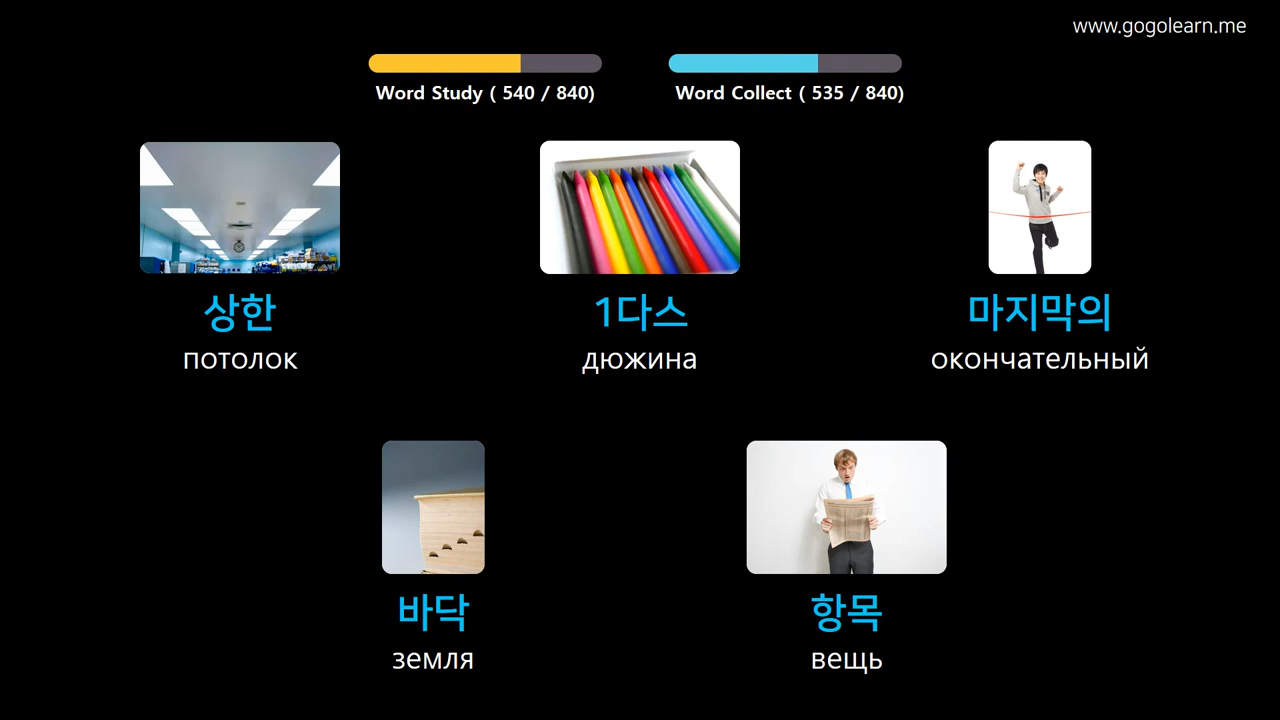 www.gogolearn.me
Word Study ( 540 / 840)
Word Collect ( 535 / 840)
상한
потолок
1다스
дюжина
마지막의
окончательный
바닥
земля
항목
вещь